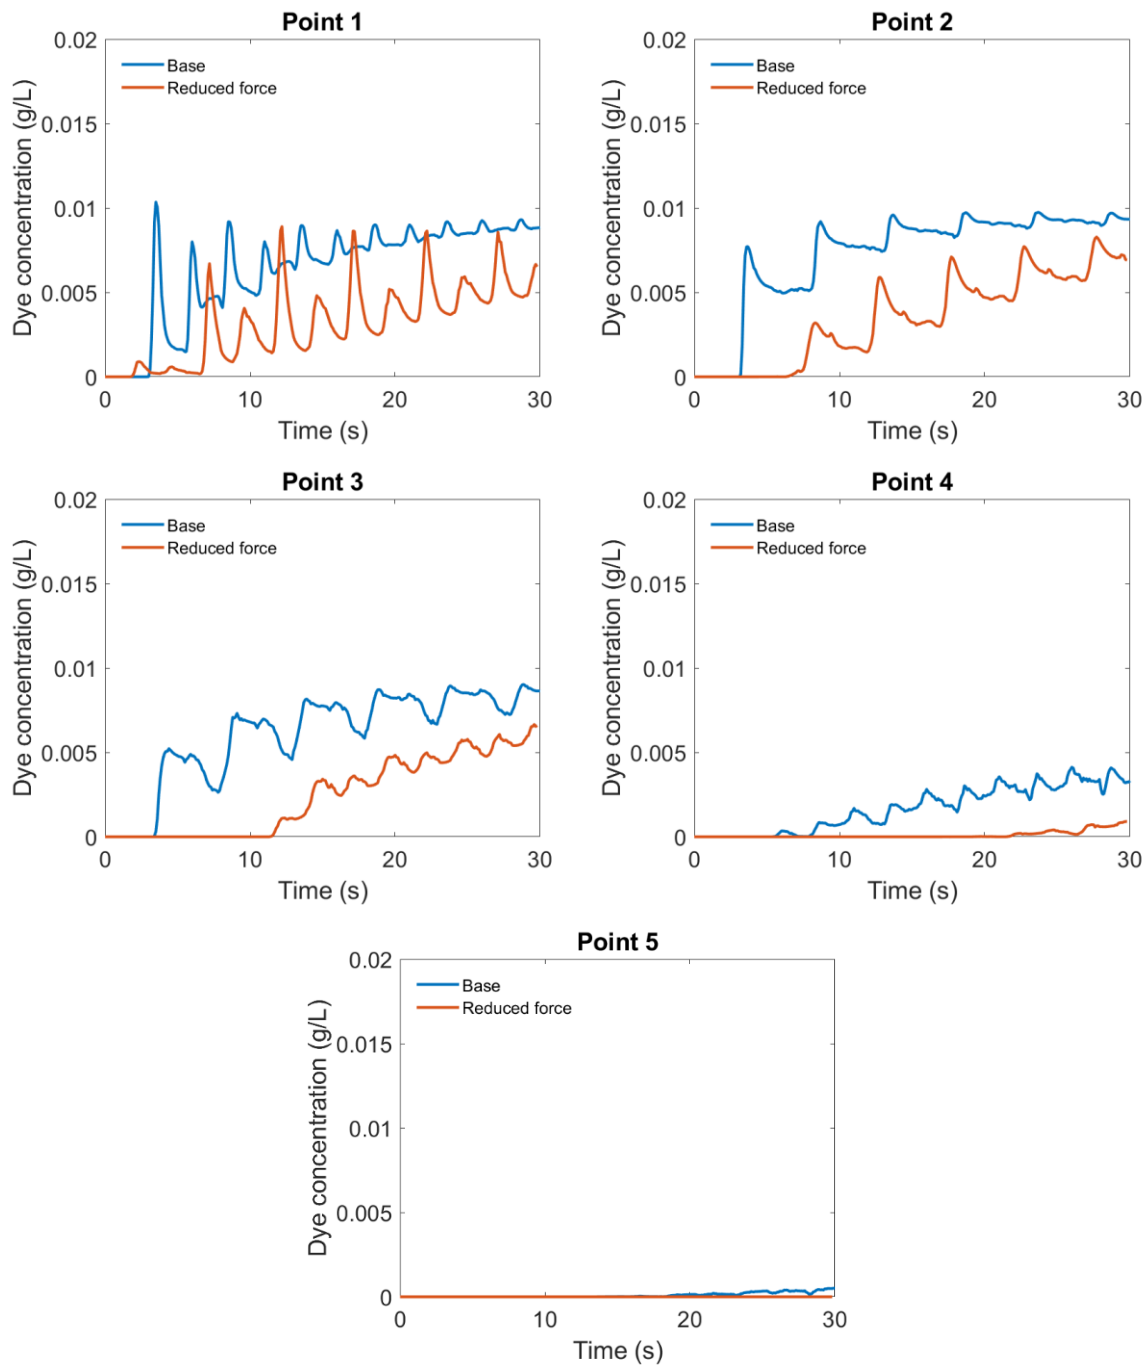 Point 1
Base
Reduced force
Dye concentration (g/L)
0.02
0.015
0.01
0.005
0
0 10 20 30
Time (s)
Point 2
Base
Reduced force
Dye concentration (g/L)
0.02
0.015
0.01
0.005
0
0 10 20 30
Time (s)
Point 3
Base
Reduced force
Dye concentration (g/L)
0.02
0.015
0.01
0.005
0
0 10 20 30
Time (s)
Point 4
Base
Reduced force
Dye concentration (g/L)
0.02
0.015
0.01
0.005
0
0 10 20 30
Time (s)
Point 5
Base
Reduced force
Dye concentration (g/L)
0.02
0.015
0.01
0.005
0
0 10 20 30
Time (s)